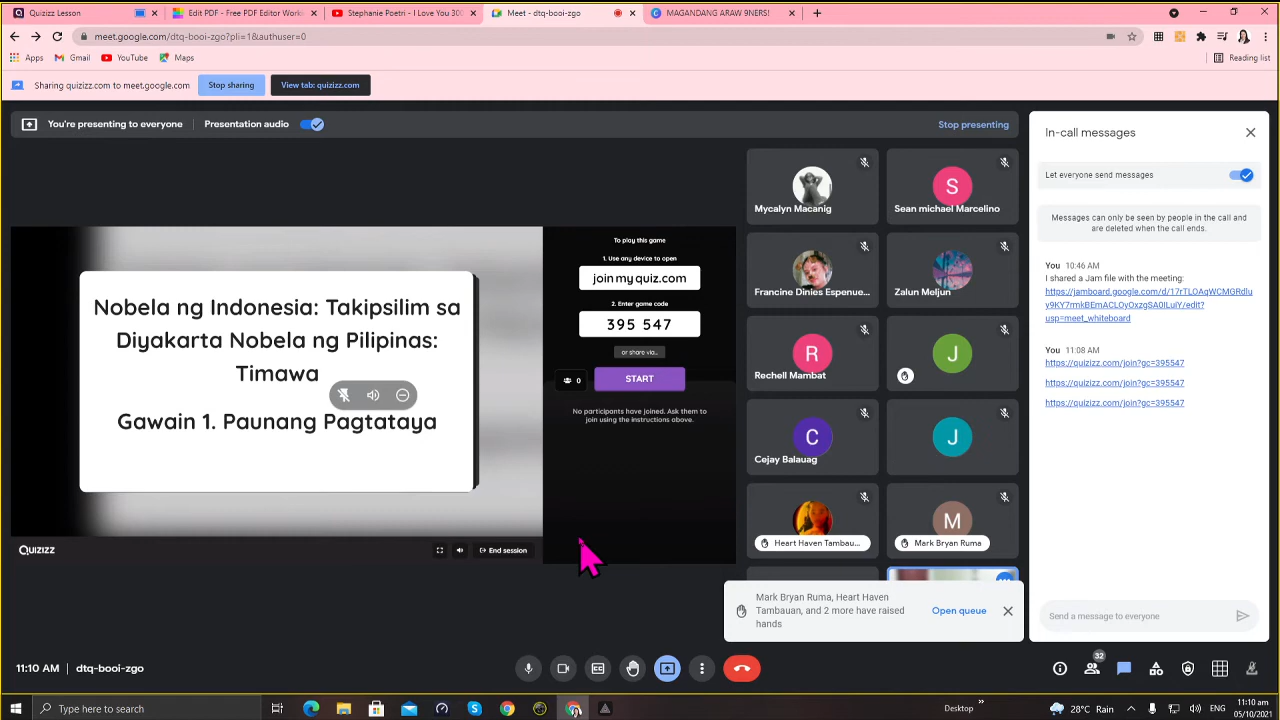 Quizizz Lesson
Edit PDF - Free PDF Editor Worki
Stephanie Poetri - I Love You 300
Meet - dtq-booi-zgo
MAGANDANG ARAW 9NERS!
meet.google.com/dtq-booi-zgo?pli=1&authuser=0
Apps
Gmail
YouTube
Maps
Reading list
Sharing quizizz.com to meet.google.com
Stop sharing
View tab: quizizz.com
You're presenting to everyone
Presentation audio
Stop presenting
Nobela ng Indonesia: Takipsilim sa
Diyakarta Nobela ng Pilipinas:
Timawa
Gawain 1. Paunang Pagtataya
Quizizz
End session
To play this game
1. Use any device to open
joinmyquiz.com
2. Enter game code
395 547
or share via...
0
START
No participants have joined. Ask them to
join using the instructions above.
Mycalyn Macanig
S
Sean michael Marcelino
Francine Dinies Espenue...
Zalun Meljun
R
Rechell Mambat
J
C
Cejay Balauag
J
Heart Haven Tambau...
M
Mark Bryan Ruma
Mark Bryan Ruma, Heart Haven
Tambauan, and 2 more have raised
hands
Open queue
In-call messages
Let everyone send messages
Messages can only be seen by people in the call and
are deleted when the call ends.
You 10:46 AM
I shared a Jam file with the meeting:
https://jamboard.google.com/d/17rTLOAqWCMGRdlu
y9KY7mkBEmACLOy0xzgSA0ILulY/edit?
usp=meet_whiteboard
You 11:08 AM
https://quizizz.com/join?gc=395547
https://quizizz.com/join?gc=395547
https://quizizz.com/join?gc=395547
Send a message to everyone
11:10 AM dtq-booi-zgo
32
Type here to search
Desktop
28°C Rain
ENG
11:10 am
05/10/2021